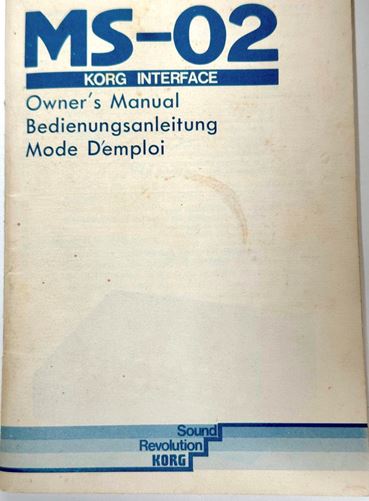 MS-02
KORG INTERFACE
Owner's Manual
Bedienungsanleitung
Mode D'emploi
Sound
Revolution
KORG